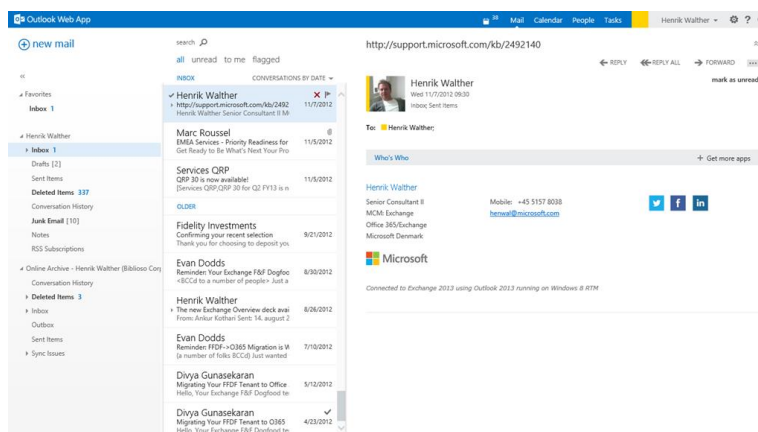 Outlook Web App
38 Mail Calendar People Tasks Henrik Walther ?
new mail
search
all unread to me flagged
INBOX CONVERSATIONS BY DATE
Favorites
Inbox 1
Henrik Walther
Inbox 1
Drafts [2]
Sent Items
Deleted Items 337
Conversation History
Junk Email [10]
Notes
RSS Subscriptions
Online Archive - Henrik Walther (Biblioso Corp
Conversation History
Deleted Items 3
Inbox
Outbox
Sent Items
Sync Issues
Henrik Walther
http://support.microsoft.com/kb/2492 11/7/2012
Henrik Walther Senior Consultant II M
Marc Roussel
EMEA Services - Priority Readiness for 11/5/2012
Get Ready to Be What's Next Your Pro
Services QRP
QRP 30 is now available! 11/5/2012
[Services QRP,QRP 30 for Q2 FY13 is n
OLDER
Fidelity Investments
Confirming your recent selection 9/21/2012
Thank you for choosing to deposit you
Evan Dodds
Reminder: Your Exchange F&F Dogfoo 8/30/2012
<BCCd to a number of people> Just a
Henrik Walther
The new Exchange Overview deck avai 8/26/2012
From: Ankur Kothari Sent: 14. august 2
Evan Dodds
Reminder: FFDF->O365 Migration is W 7/10/2012
(a number of folks BCCd) Just wanted
Divya Gunasekaran
Migrating Your FFDF Tenant to Office 5/12/2012
Hello, Your Exchange F&F Dogfood te
Divya Gunasekaran
Migrating Your FFDF Tenant to O365 4/23/2012
Hello, Your Exchange F&F Dogfood te
http://support.microsoft.com/kb/2492140
REPLY REPLY ALL FORWARD
Henrik Walther mark as unread
Wed 11/7/2012 09:30
Inbox; Sent Items
To: Henrik Walther;
Who's Who + Get more apps
Henrik Walther
Senior Consultant II Mobile: +45 5157 8038
MCM: Exchange henwal@microsoft.com
Office 365/Exchange
Microsoft Denmark
Microsoft
Connected to Exchange 2013 using Outlook 2013 running on Windows 8 RTM